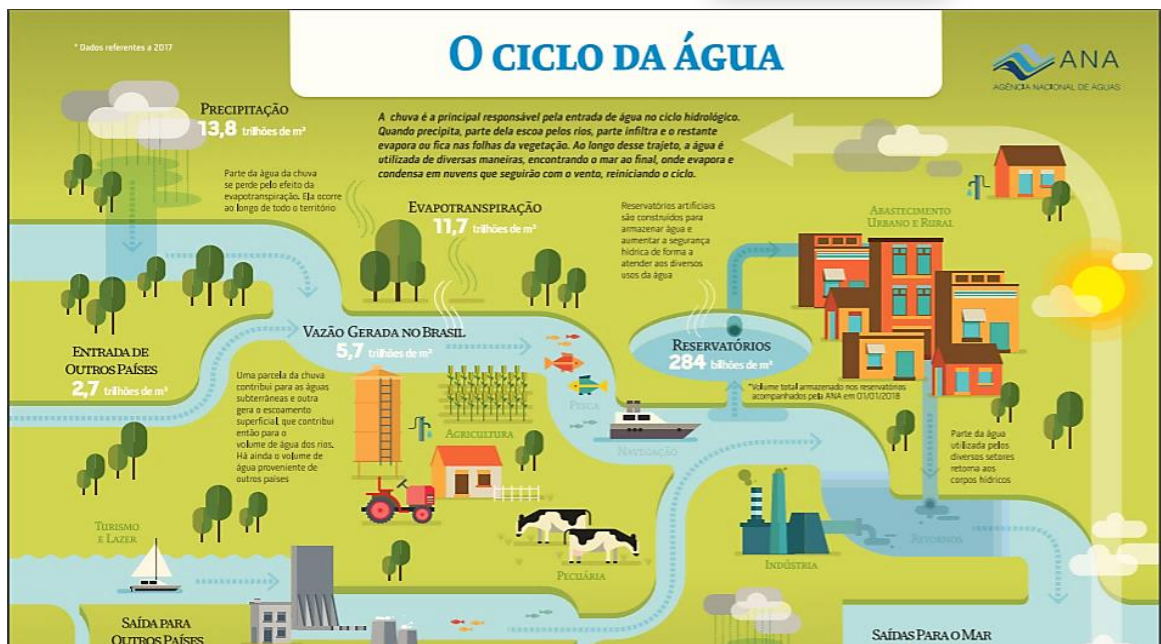 * Dados referentes a 2017
O CICLO DA ÁGUA
ANA
AGÊNCIA NACIONAL DE ÁGUAS
PRECIPITAÇÃO
13,8 trilhões de m³
A chuva é a principal responsável pela entrada de água no ciclo hidrológico.
Quando precipita, parte dela escoa pelos rios, parte infiltra e o restante
evapora ou fica nas folhas da vegetação. Ao longo desse trajeto, a água é
utilizada de diversas maneiras, encontrando o mar ao final, onde evapora e
condensa em nuvens que seguirão com o vento, reiniciando o ciclo.
Parte da água da chuva
se perde pelo efeito da
evapotranspiração. Ela ocorre
ao longo de todo o território
EVAPOTRANSPIRAÇÃO
11,7 trilhões de m³
Reservatórios artificiais
são construídos para
armazenar água e
aumentar a segurança
hídrica de forma a
atender aos diversos
usos da água
ABASTECIMENTO
URBANO E RURAL
VAZÃO GERADA NO BRASIL
5,7 trilhões de m³
RESERVATÓRIOS
284 bilhões de m³
*Volume total armazenado nos reservatórios
acompanhados pela ANA em 01/01/2018
ENTRADA DE
OUTROS PAÍSES
2,7 trilhões de m³
Uma parcela da chuva
contribui para as águas
subterrâneas e outra
gera o escoamento
superficial, que contribui
então para o
volume de água dos rios.
Há ainda o volume de
água proveniente de
outros países
PESCA
AGRICULTURA
NAVEGAÇÃO
Parte da água
utilizada pelos
diversos setores
retorna aos
corpos hídricos
TURISMO
E LAZER
RETORNOS
PECUÁRIA
INDÚSTRIA
SAÍDA PARA
OUTROS PAÍSES
SAÍDAS PARA O MAR